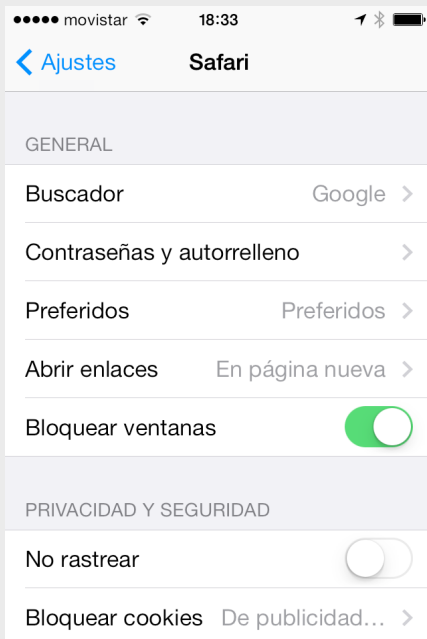 movistar 18:33
Ajustes Safari
GENERAL
Buscador Google
Contraseñas y autorrelleno
Preferidos Preferidos
Abrir enlaces En página nueva
Bloquear ventanas
PRIVACIDAD Y SEGURIDAD
No rastrear
Bloquear cookies De publicidad...